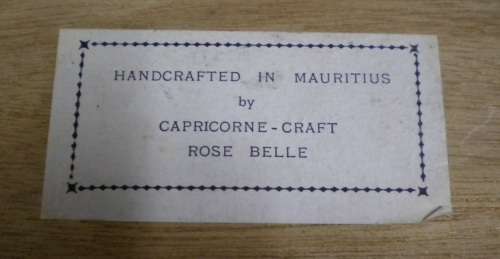 HANDCRAFTED IN MAURITIUS
by
CAPRICORNE-CRAFT
ROSE BELLE